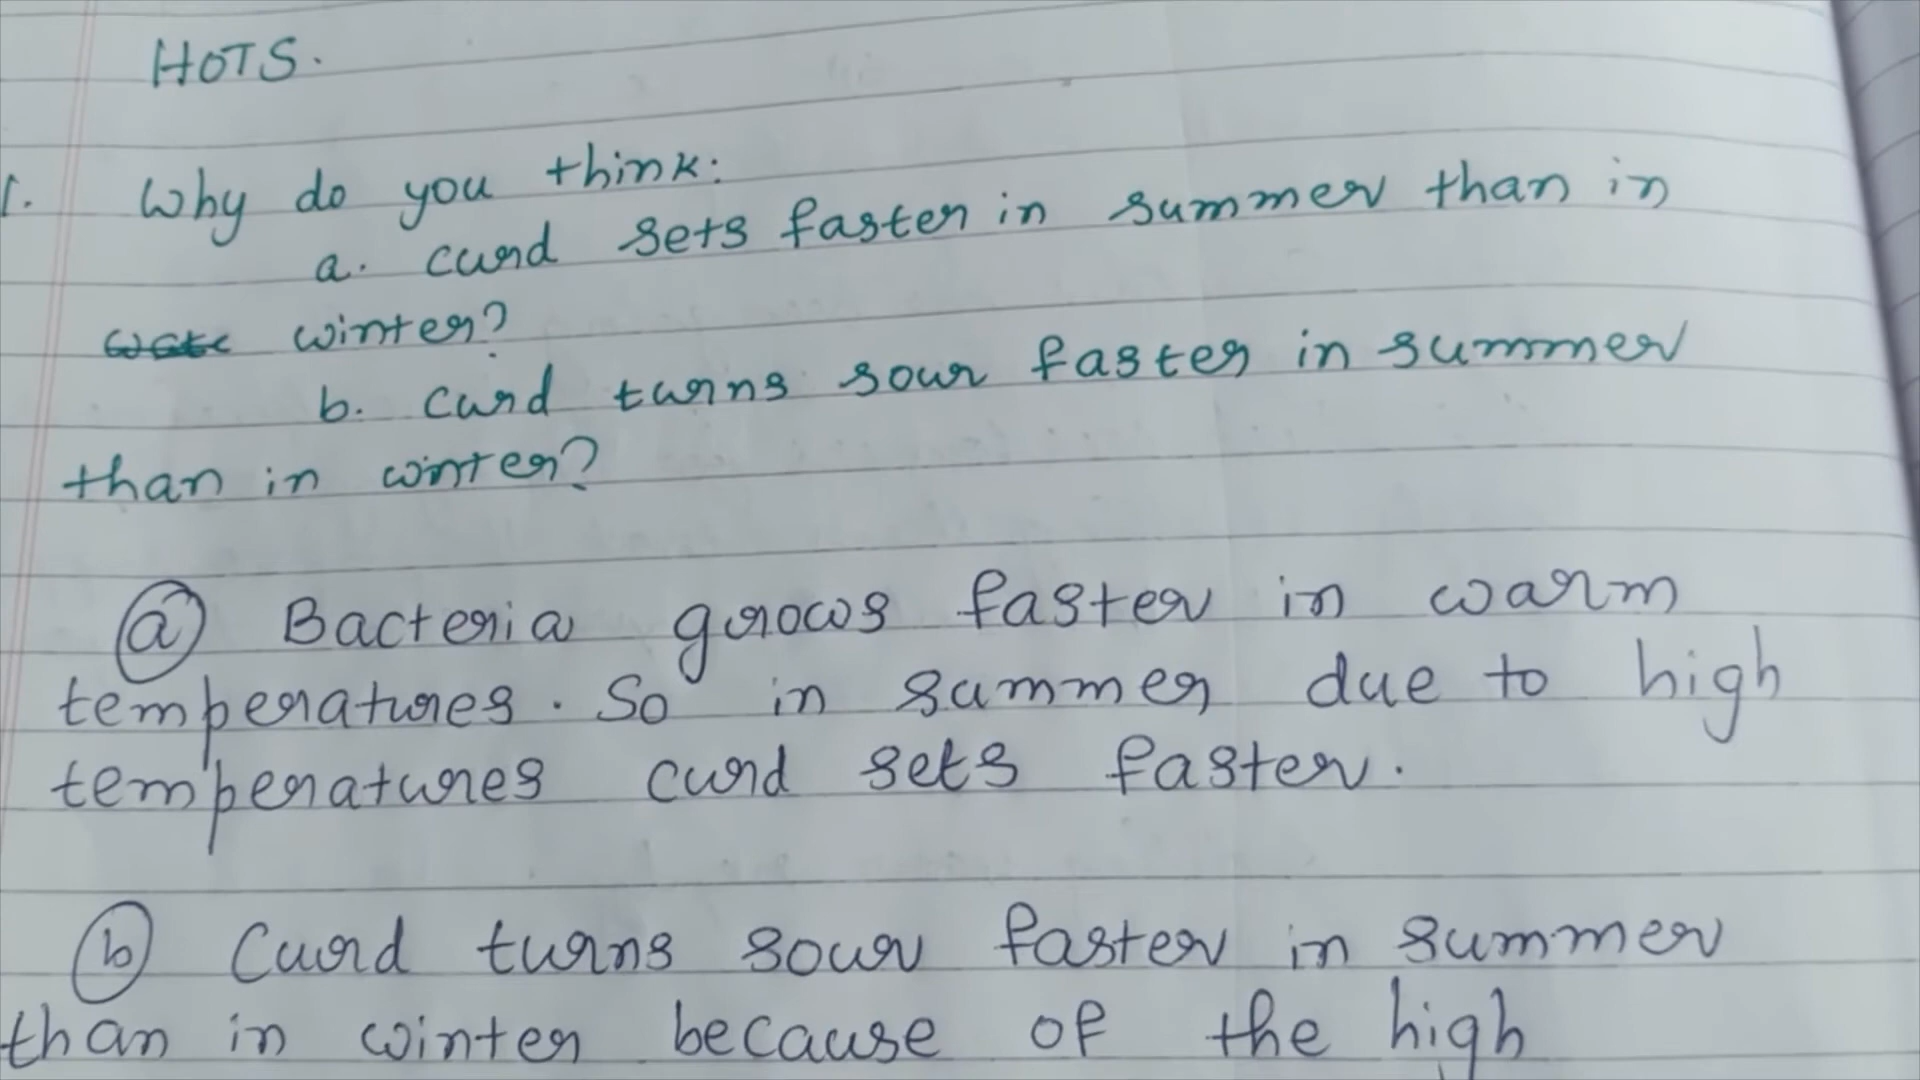 HOTS.
1. Why do you think:
a. curd sets faster in summer than in
winter?
b. Curd turns sour faster in summer
than in winter?
ⓐ Bacteria grows faster in warm
temperatures. So in summer due to high
temperatures curd sets faster.
ⓑ Curd turns sour faster in summer
than in winter because of the high